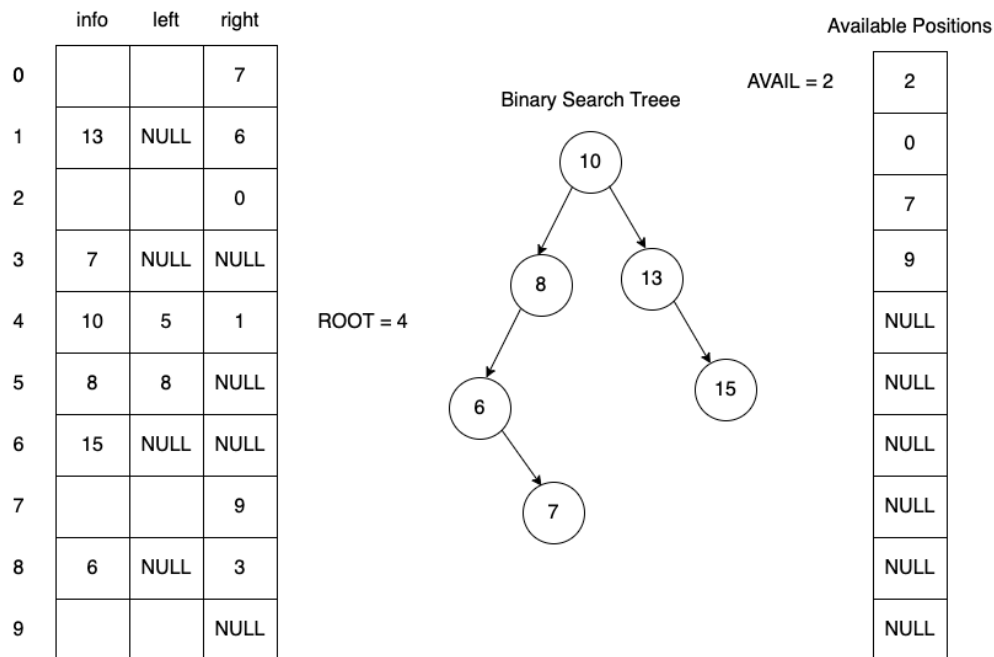 info left right
Available Positions
0 7
AVAIL = 2
2
Binary Search Treee
1 13 NULL 6
0
10
2 0
7
3 7 NULL NULL
9
8
13
4 10 5 1
ROOT = 4
NULL
5 8 8 NULL
NULL
15
6
6 15 NULL NULL
NULL
7 9
NULL
7
8 6 NULL 3
NULL
9 NULL
NULL